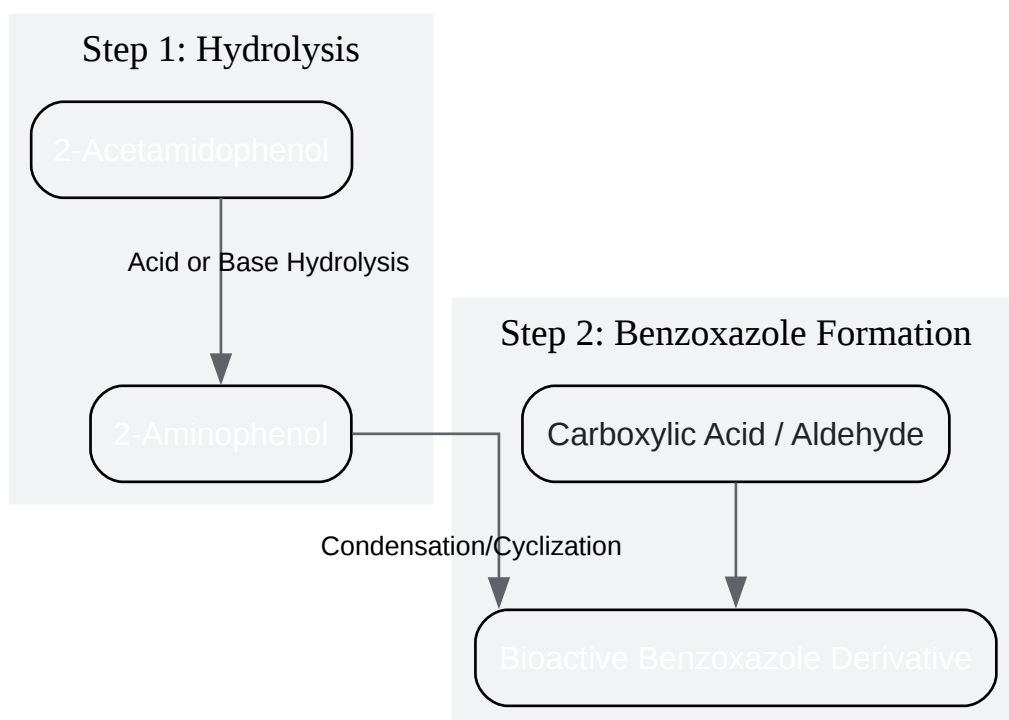 Step 1: Hydrolysis
2-Acetamidophenol
Acid or Base Hydrolysis
2-Aminophenol
Step 2: Benzoxazole Formation
Carboxylic Acid / Aldehyde
Condensation/Cyclization
Bioactive Benzoxazole Derivative